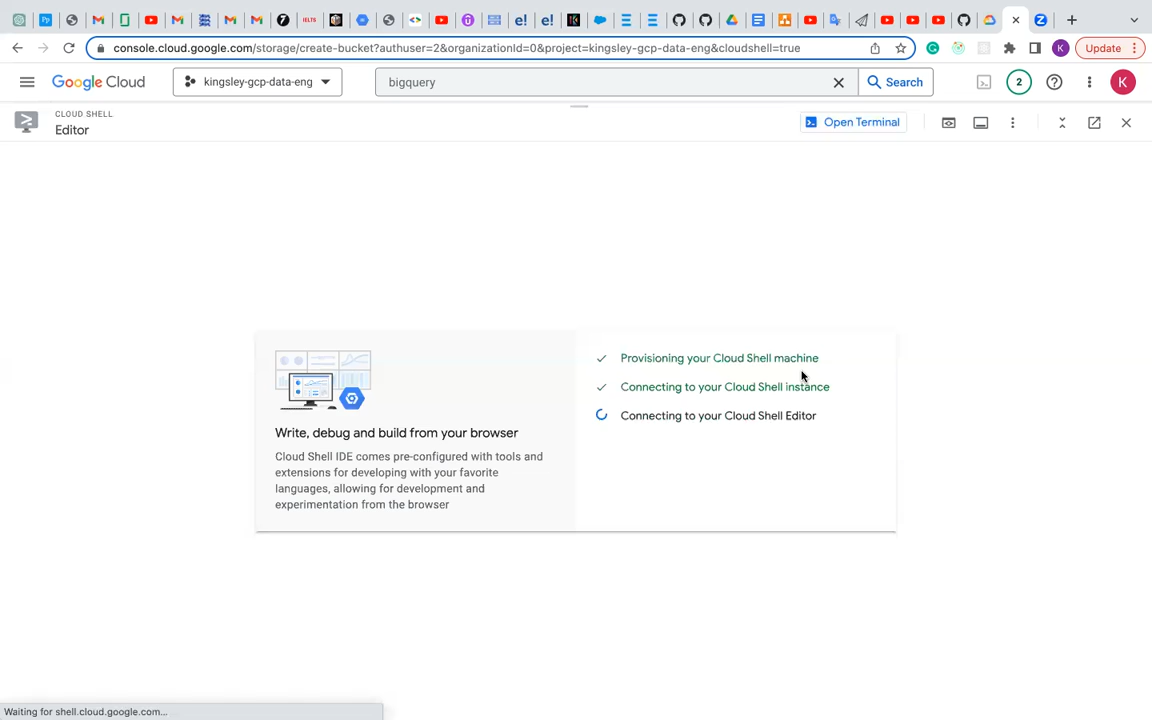 IELTS
e!
e!
console.cloud.google.com/storage/create-bucket?authuser=2&organizationId=0&project=kingsley-gcp-data-eng&cloudshell=true
K
Update
Google Cloud
kingsley-gcp-data-eng
bigquery
Search
2
K
CLOUD SHELL
Editor
Open Terminal
Write, debug and build from your browser
Cloud Shell IDE comes pre-configured with tools and
extensions for developing with your favorite
languages, allowing for development and
experimentation from the browser
Provisioning your Cloud Shell machine
Connecting to your Cloud Shell instance
Connecting to your Cloud Shell Editor
Waiting for shell.cloud.google.com...